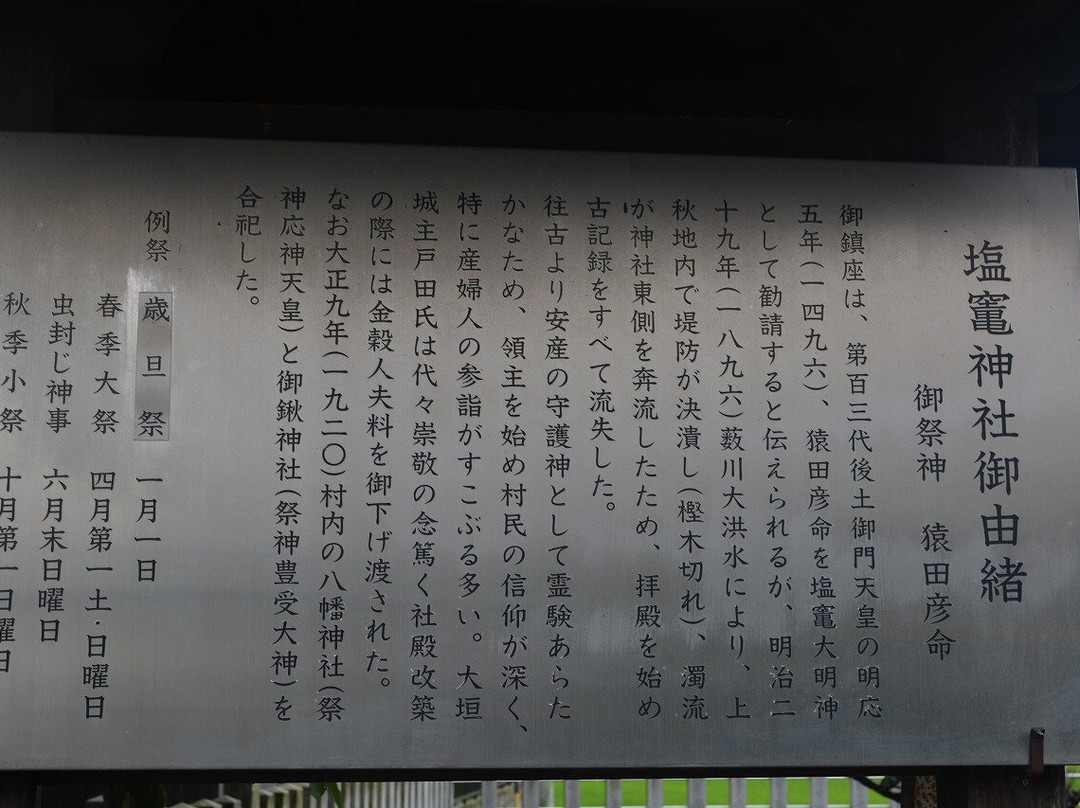 塩竈神社御由緒
御祭神　猿田彦命
御鎮座は、第百三代後土御門天皇の明応
五年(一四九六)、猿田彦命を塩竈大明神
として勧請すると伝えられるが、明治二
十九年(一八九六)薮川大洪水により、上
秋地内で堤防が決潰し(樫木切れ)、濁流
が神社東側を奔流したため、拝殿を始め
古記録をすべて流失した。
往古より安産の守護神として霊験あらた
かなため、領主を始め村民の信仰が深く、
特に産婦人の参詣がすこぶる多い。大垣
城主戸田氏は代々崇敬の念篤く社殿改築
の際には金穀人夫料を御下げ渡された。
なお大正九年(一九二〇)村内の八幡神社(祭
神応神天皇)と御鍬神社(祭神豊受大神)を
合祀した。
例祭　歳旦祭　一月一日
春季大祭　四月第一土・日曜日
虫封じ神事　六月末日曜日
秋季小祭　十月第一日曜日